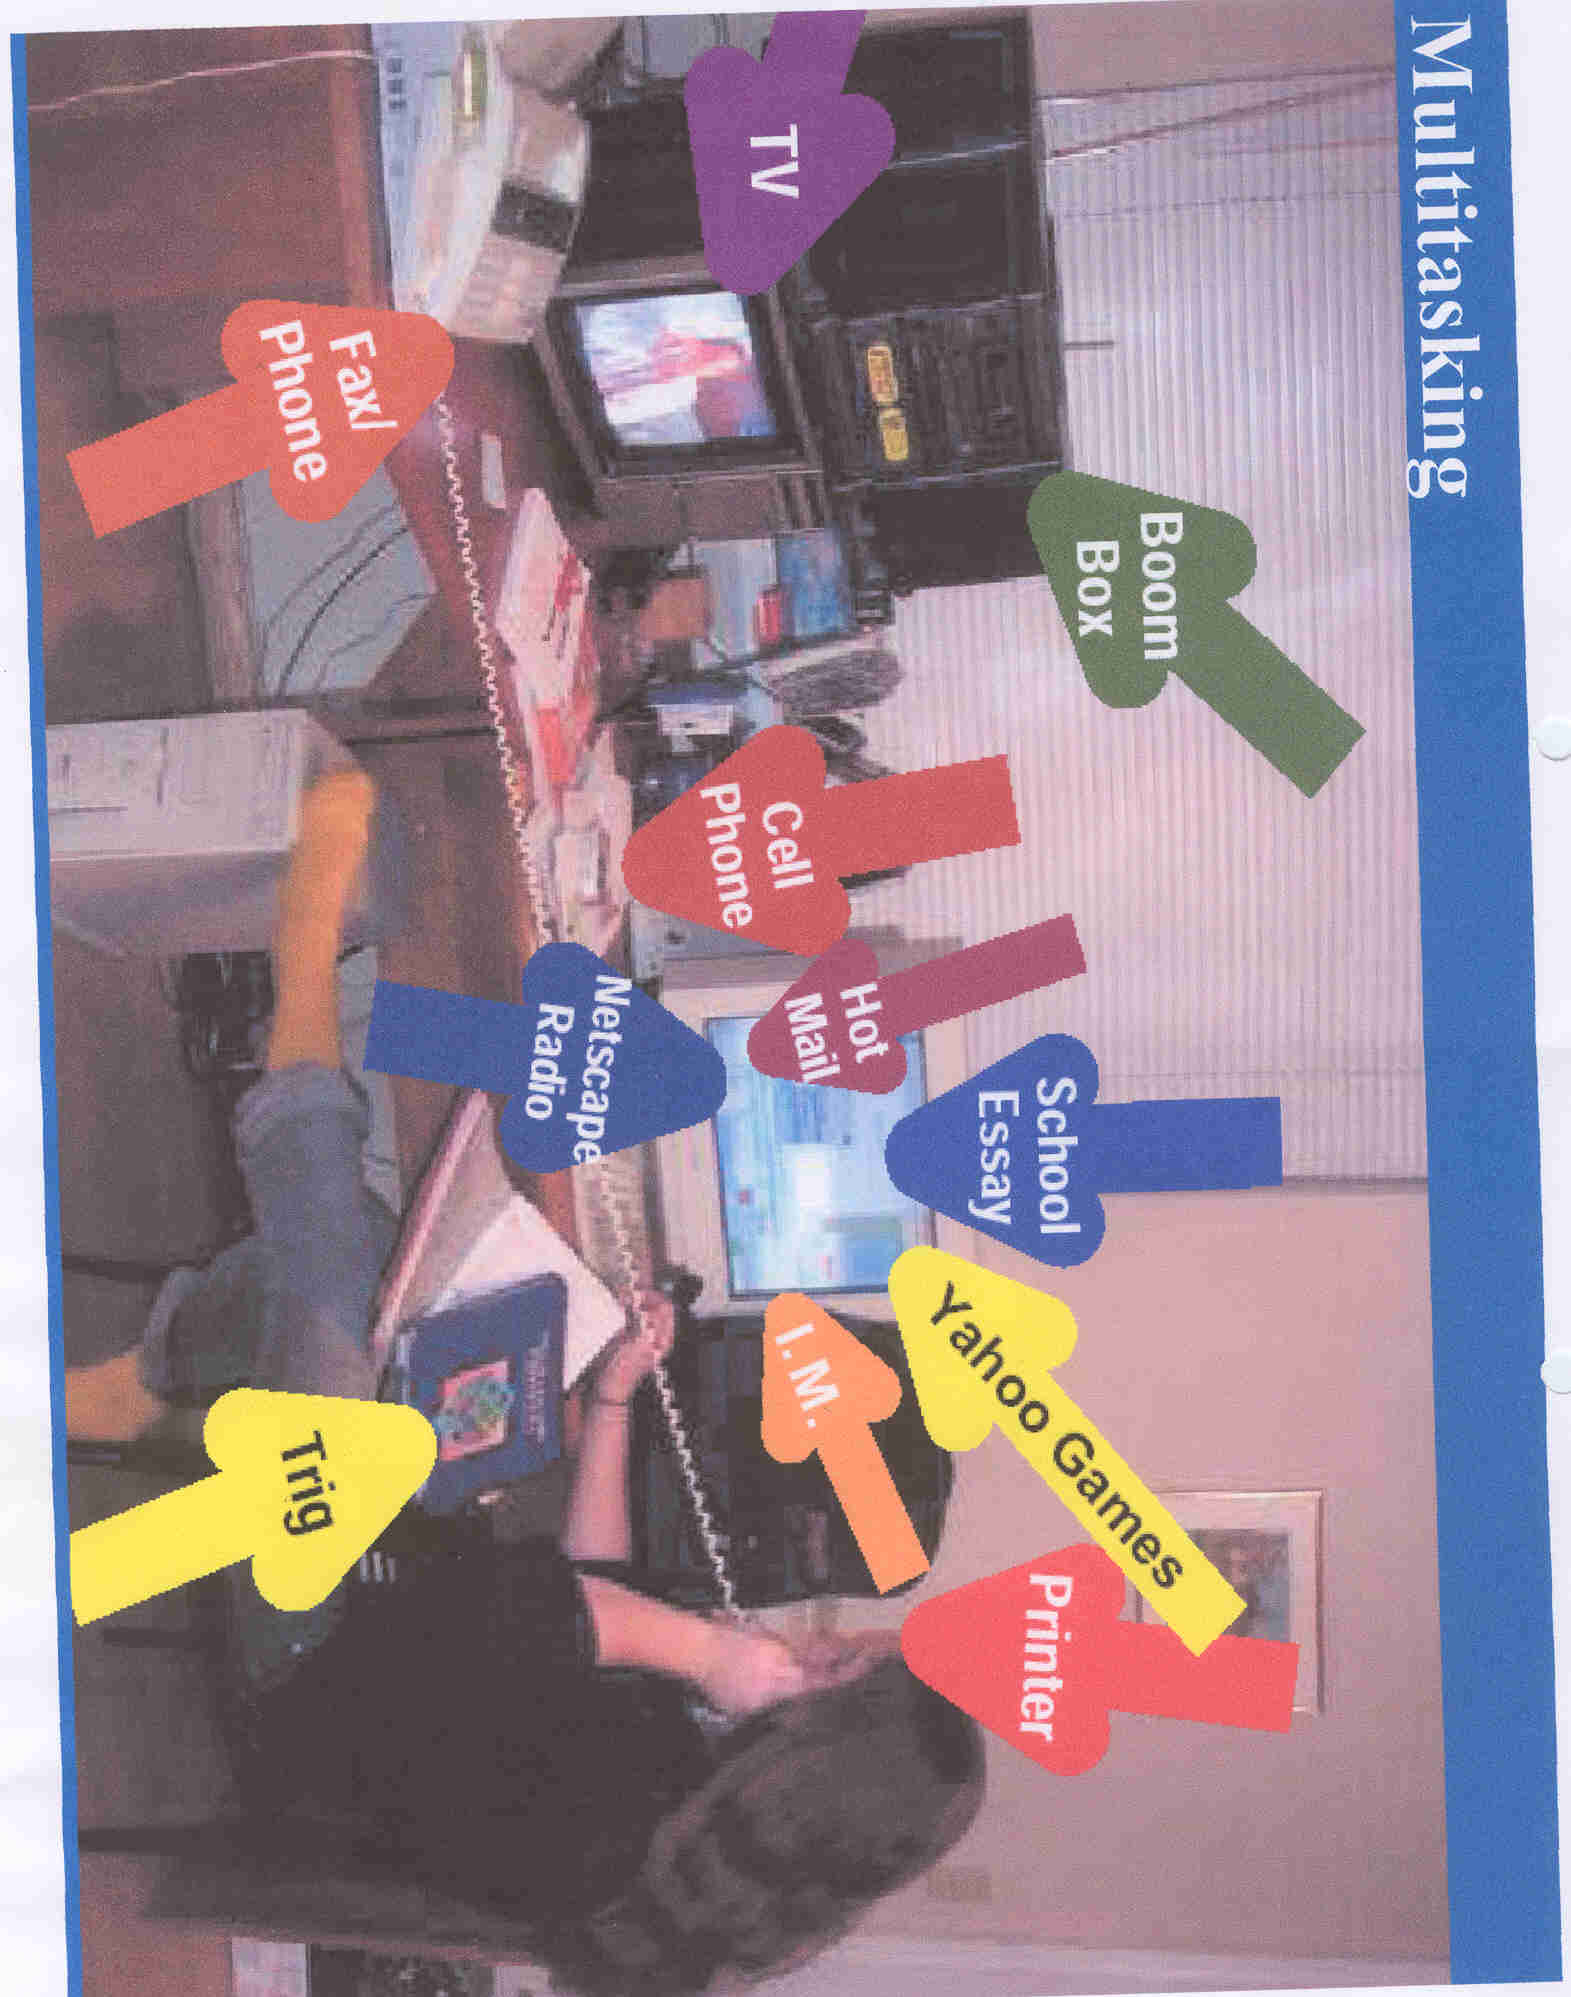 Multitasking
TV
Boom
Box
Fax/
Phone
Cell
Phone
Hot
Mail
School
Essay
Netscape
Radio
Yahoo Games
I. M.
Printer
Trig